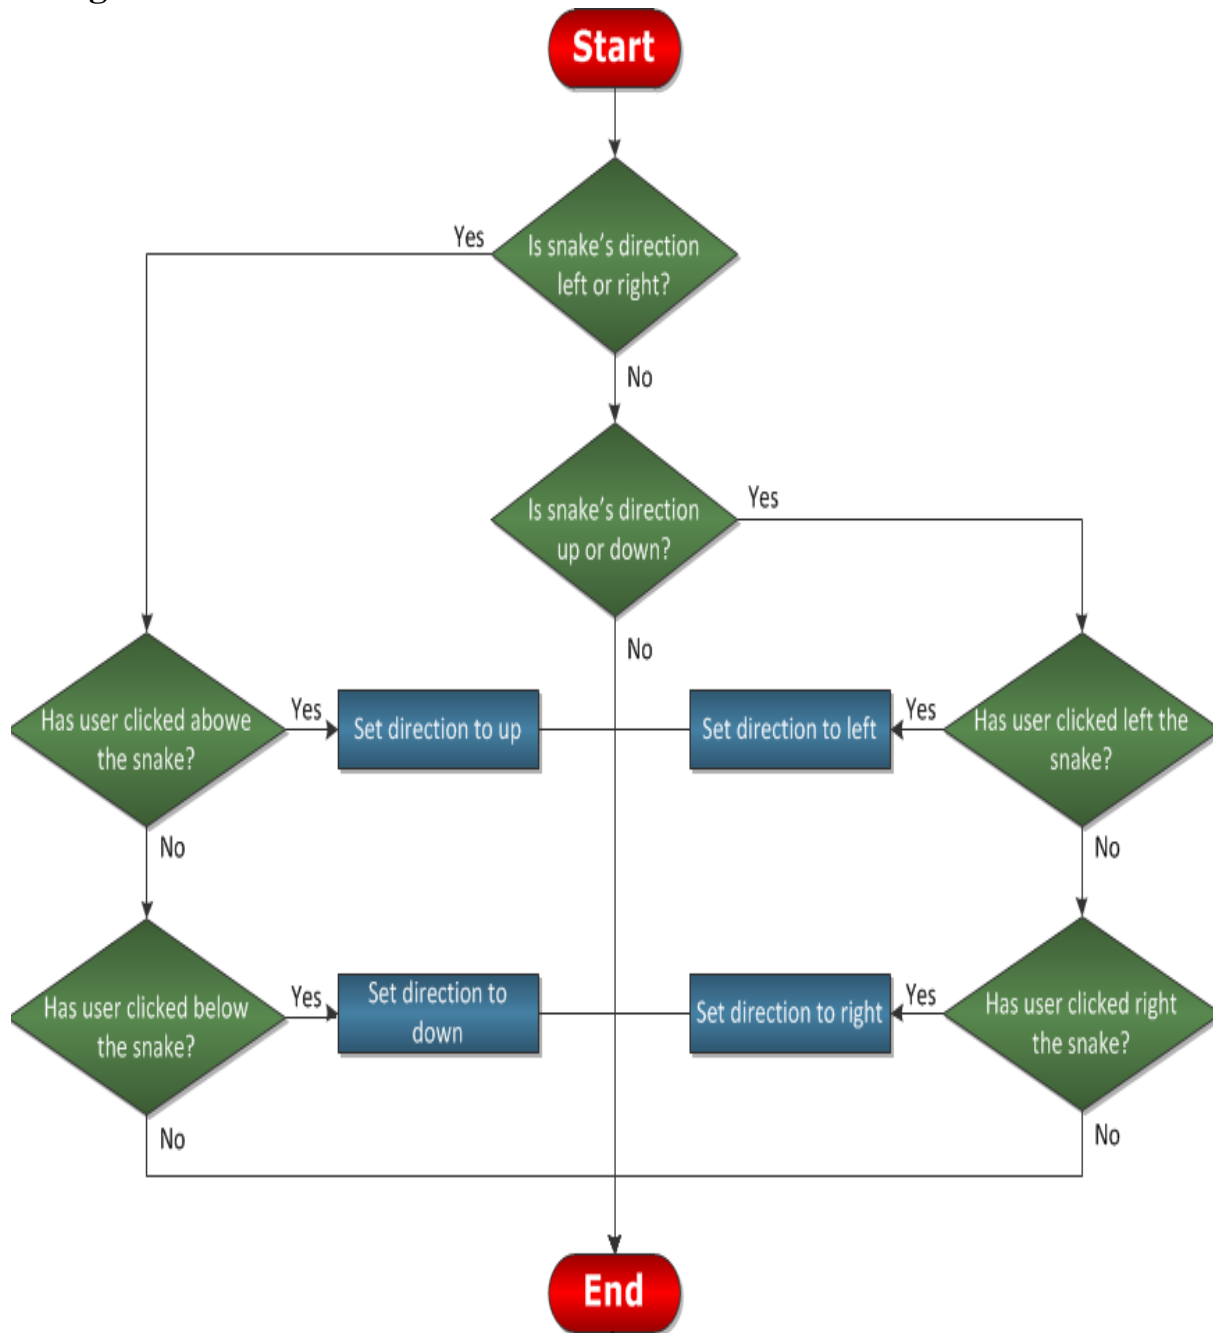 Start
Yes
Is snake's direction
left or right?
No
Is snake's direction
up or down?
Yes
No
Has user clicked abowe
the snake?
Yes
Set direction to up
Set direction to left
Yes
Has user clicked left the
snake?
No
No
Has user clicked below
the snake?
Yes
Set direction to
down
Set direction to right
Yes
Has user clicked right
the snake?
No
No
End